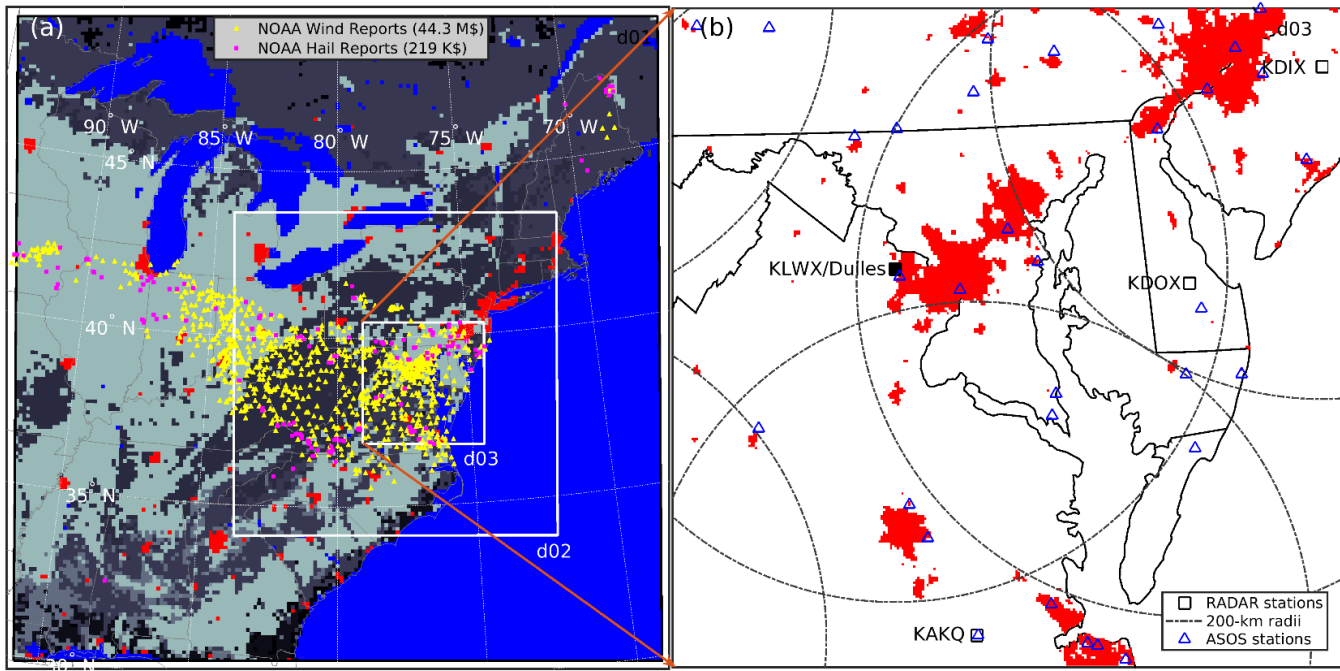 (a)
NOAA Wind Reports (44.3 M$)
NOAA Hail Reports (219 K$)
d01
90° W
85° W
80° W
75° W
70° W
45° N
40° N
35° N
30° N
d03
d02
(b)
d03
KDIX
KLWX/Dulles
KDOX
KAKQ
RADAR stations
200-km radii
ASOS stations